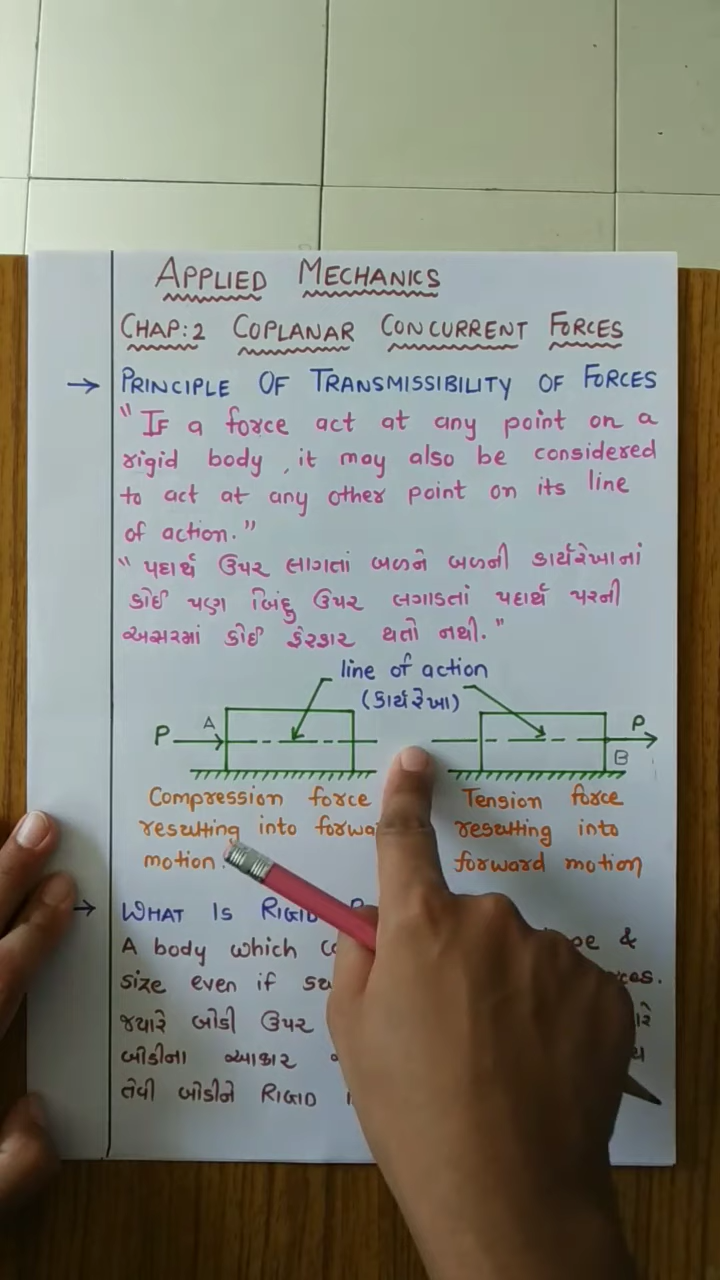 APPLIED MECHANICS
CHAP:2 COPLANAR CONCURRENT FORCES
→ PRINCIPLE OF TRANSMISSIBILITY OF FORCES
"IF a force act at any point on a
rigid body, it may also be considered
to act at any other point on its line
of action."
"પદાર્થ ઉપર લાગતાં બળને બળની કાર્યરેખાનાં
કોઈ પણ બિંદુ ઉપર લગાડતાં પદાર્થ પરની
અસરમાં કોઈ ફેરફાર થતો નથી."
line of action
(કાર્યરેખા)
P A P B
Compression force Tension force
resulting into resulting into
motion. forward motion
→ WHAT IS RIGID
A body which &
size even if
જ્યારે બોડી ઉપર
બોડીના આકાર
તેવી બોડીને RIGID